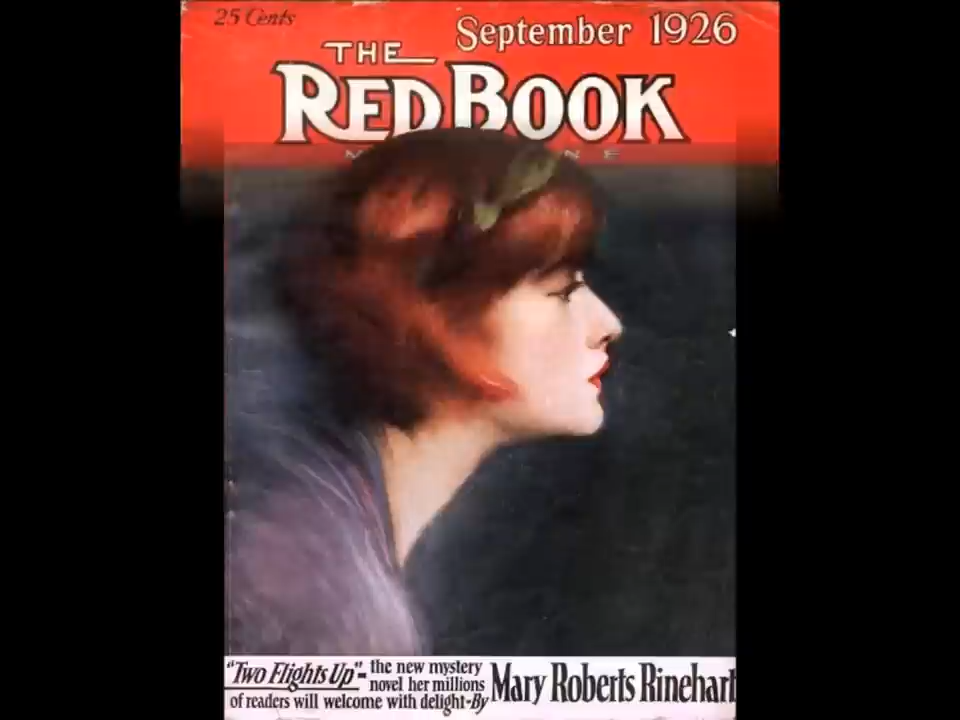 25 Cents
September 1926
THE
RED BOOK
"Two Flights Up"- the new mystery
novel her millions
of readers will welcome with delight-By
Mary Roberts Rinehart